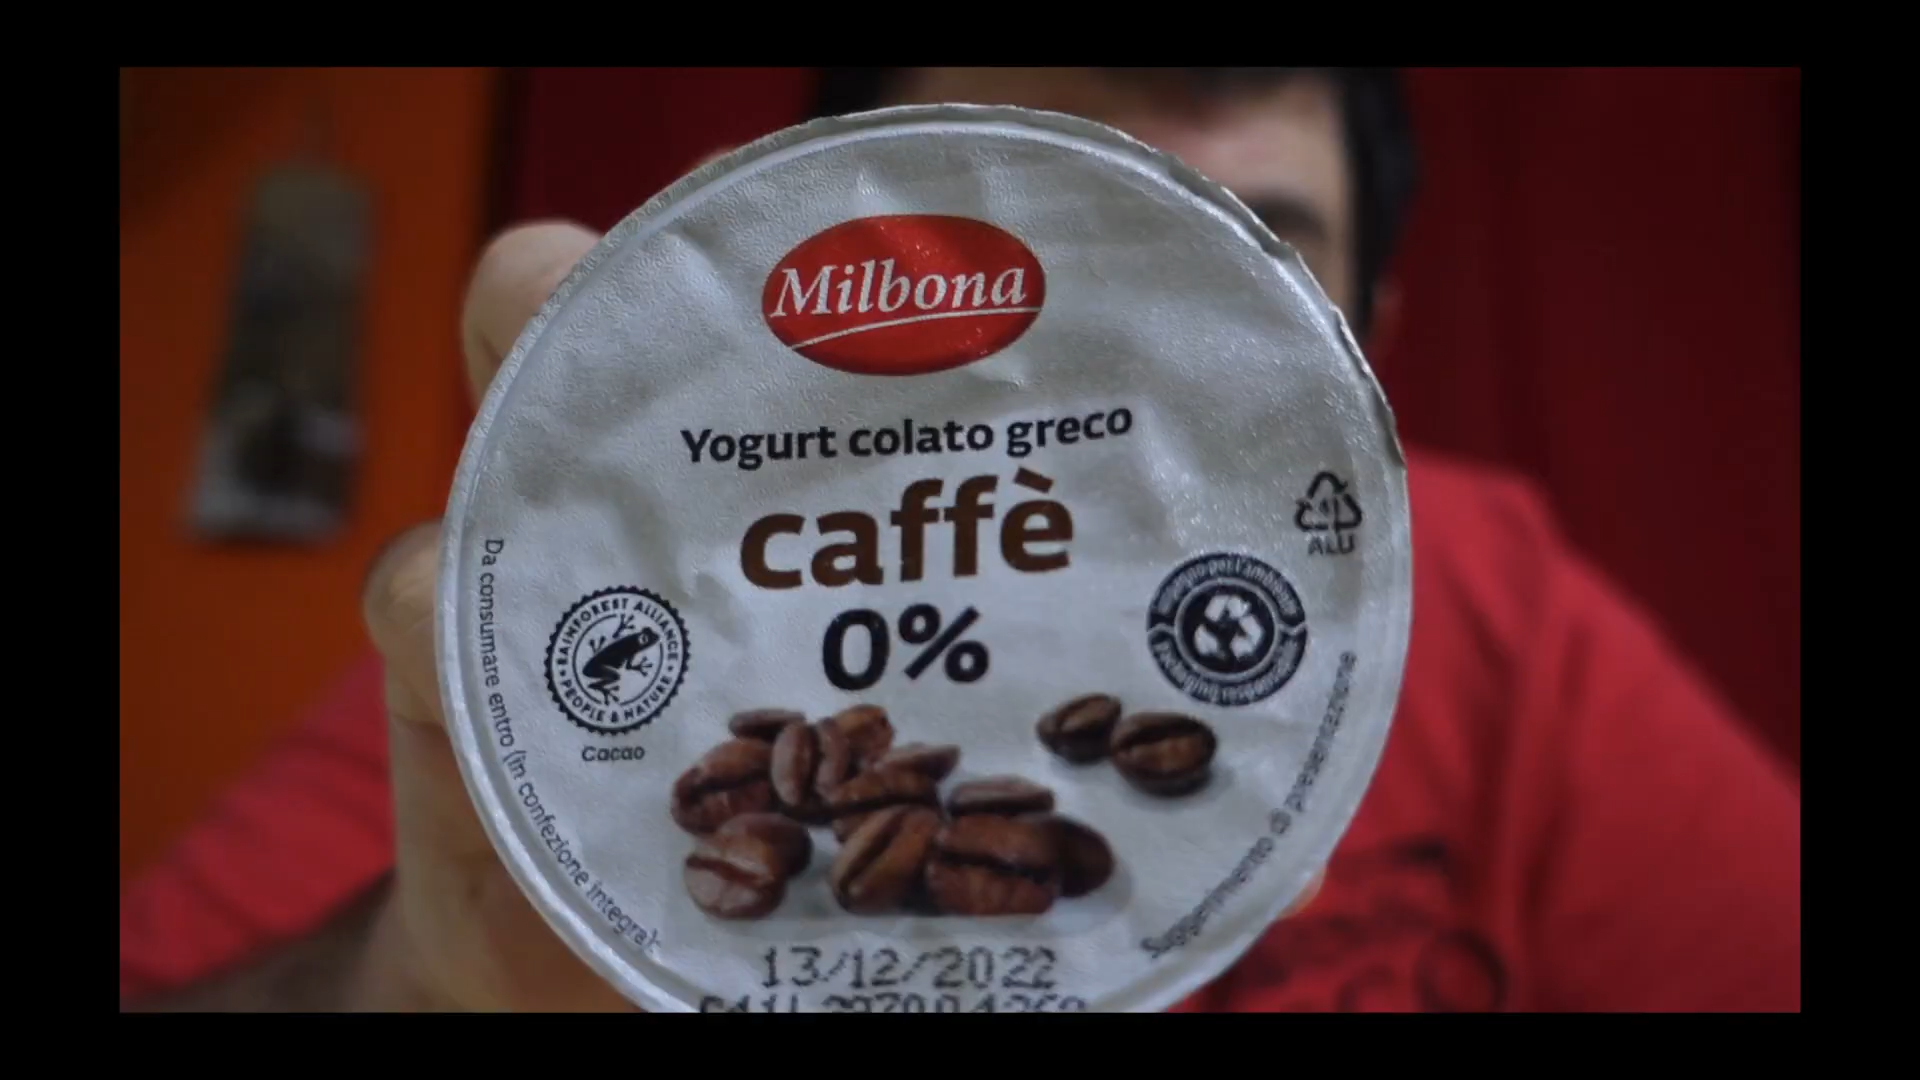 Milbona
Yogurt colato greco
caffè
0%
ALU
RAINFOREST ALLIANCE
PEOPLE & NATURE
Cacao
Da consumare entro (in confezione integra):
Suggerimento di presentazione
13/12/2022